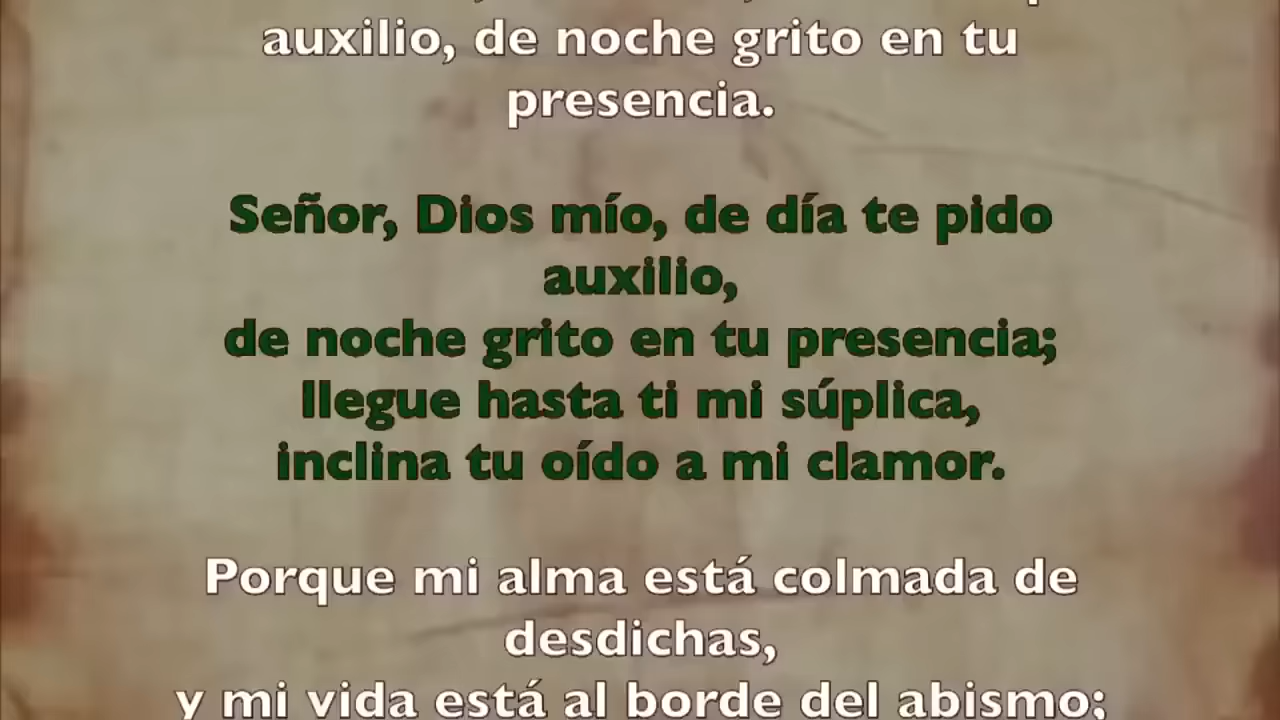 auxilio, de noche grito en tu
presencia.
Señor, Dios mío, de día te pido
auxilio,
de noche grito en tu presencia;
llegue hasta ti mi súplica,
inclina tu oído a mi clamor.
Porque mi alma está colmada de
desdichas,
y mi vida está al borde del abismo;